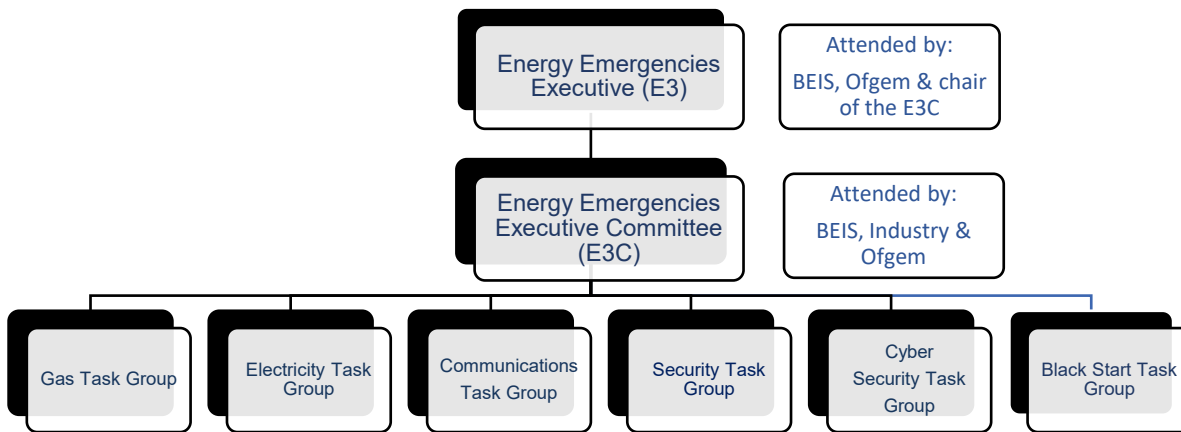 Energy Emergencies
Executive (E3)
Attended by:
BEIS, Ofgem & chair
of the E3C
Energy Emergencies
Executive Committee
(E3C)
Attended by:
BEIS, Industry &
Ofgem
Gas Task Group
Electricity Task
Group
Communications
Task Group
Security Task
Group
Cyber
Security Task
Group
Black Start Task
Group